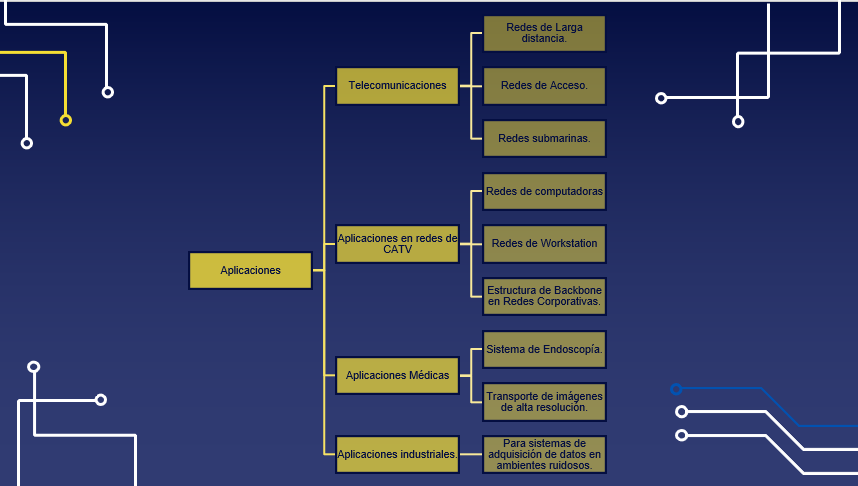 Aplicaciones
Telecomunicaciones
Redes de Larga
distancia.
Redes de Acceso.
Redes submarinas.
Aplicaciones en redes de
CATV
Redes de computadoras
Redes de Workstation
Estructura de Backbone
en Redes Corporativas.
Aplicaciones Médicas
Sistema de Endoscopía.
Transporte de imágenes
de alta resolución.
Aplicaciones industriales.
Para sistemas de
adquisición de datos en
ambientes ruidosos.